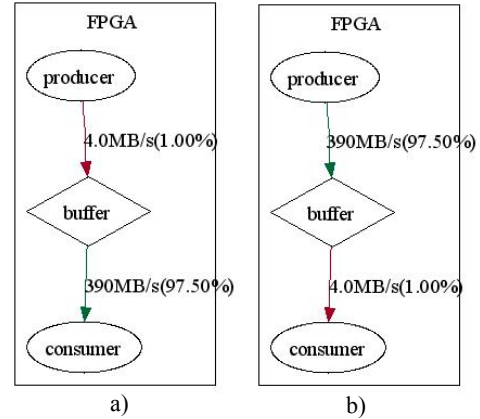 FPGA
producer
4.0MB/s(1.00%)
buffer
390MB/s(97.50%)
consumer
a)
FPGA
producer
390MB/s(97.50%)
buffer
4.0MB/s(1.00%)
consumer
b)